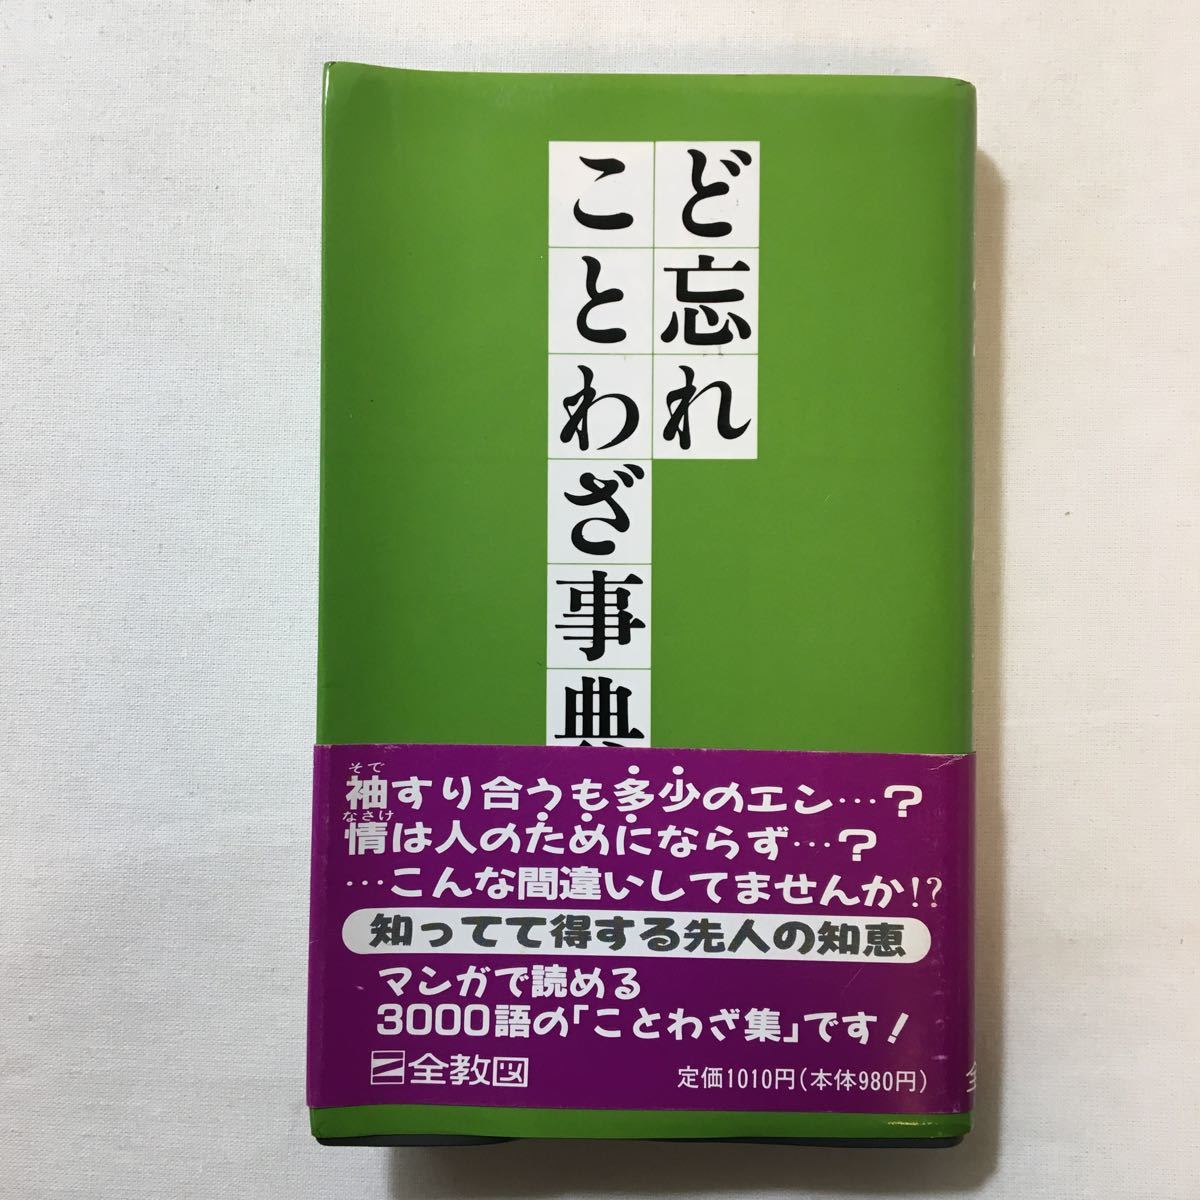 ど忘れ
ことわざ事典
袖すり合うも多少のエン…？
そで
情は人のためにならず…？
なさけ
…こんな間違いしてませんか!?
知ってて得する先人の知恵
マンガで読める
3000語の｢ことわざ集｣です！
全教図
定価1010円(本体980円)